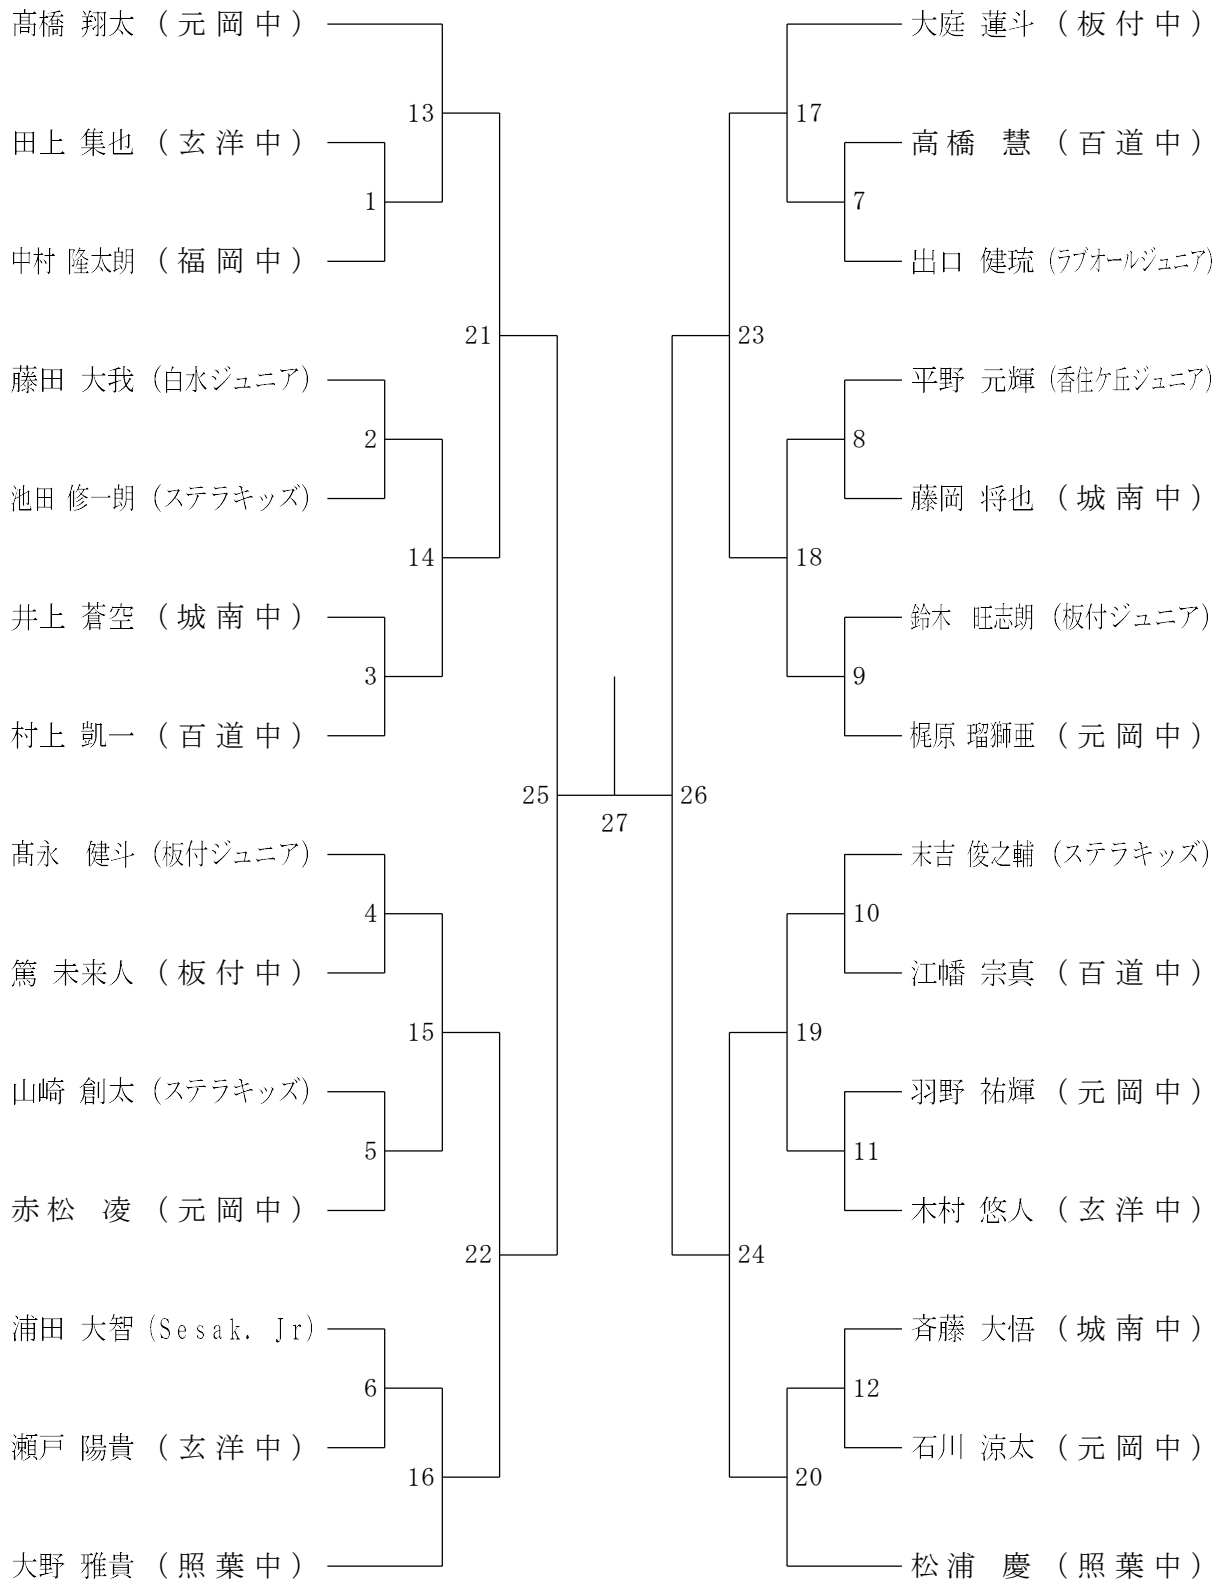 髙橋 翔太 (元岡中)
13
田上 集也 (玄洋中)
1
中村 隆太朗 (福岡中)
21
藤田 大我 (白水ジュニア)
2
池田 修一朗 (ステラキッズ)
14
井上 蒼空 (城南中)
3
村上 凱一 (百道中)
25
髙永 健斗 (板付ジュニア)
4
篤 未来人 (板付中)
15
山崎 創太 (ステラキッズ)
5
赤松 凌 (元岡中)
22
浦田 大智 (Sesak. Jr)
6
瀬戸 陽貴 (玄洋中)
16
大野 雅貴 (照葉中)
27
大庭 蓮斗 (板付中)
17
高橋 慧 (百道中)
7
出口 健琉 (ラブオールジュニア)
23
平野 元輝 (香住ケ丘ジュニア)
8
藤岡 将也 (城南中)
18
鈴木 旺志朗 (板付ジュニア)
9
梶原 瑠獅亜 (元岡中)
26
末吉 俊之輔 (ステラキッズ)
10
江幡 宗真 (百道中)
19
羽野 祐輝 (元岡中)
11
木村 悠人 (玄洋中)
24
斉藤 大悟 (城南中)
12
石川 涼太 (元岡中)
20
松浦 慶 (照葉中)